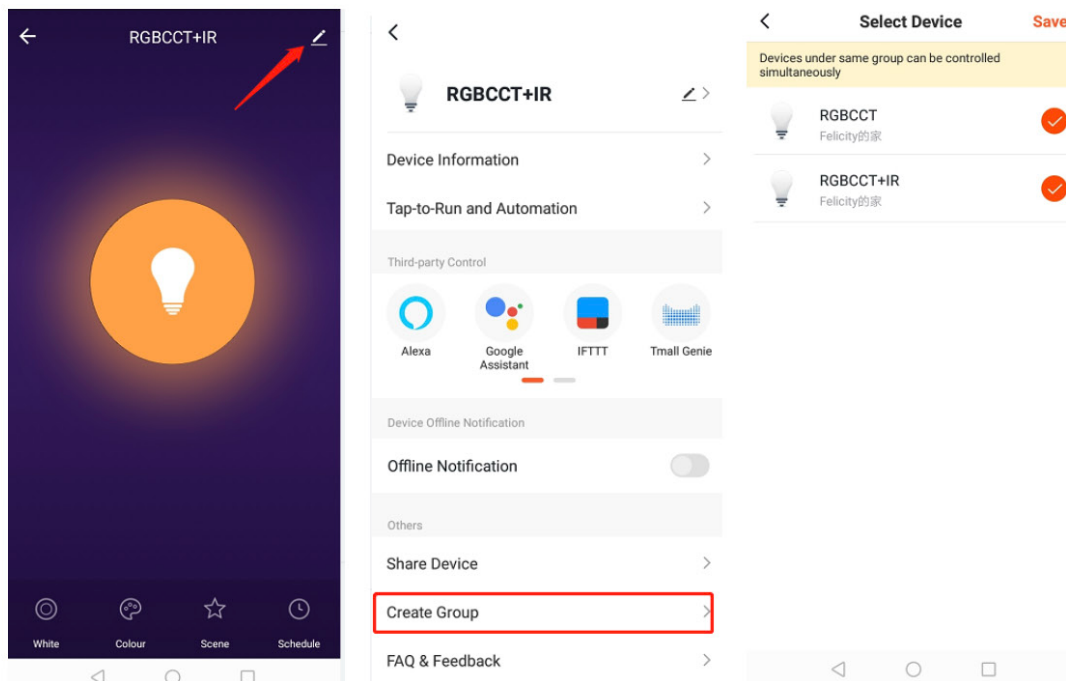 RGBCCT+IR
White
Colour
Scene
Schedule
RGBCCT+IR
Device Information
Tap-to-Run and Automation
Third-party Control
Alexa
Google
Assistant
IFTTT
Tmall Genie
Device Offline Notification
Offline Notification
Others
Share Device
Create Group
FAQ & Feedback
Select Device
Save
Devices under same group can be controlled
simultaneously
RGBCCT
Felicity的家
RGBCCT+IR
Felicity的家